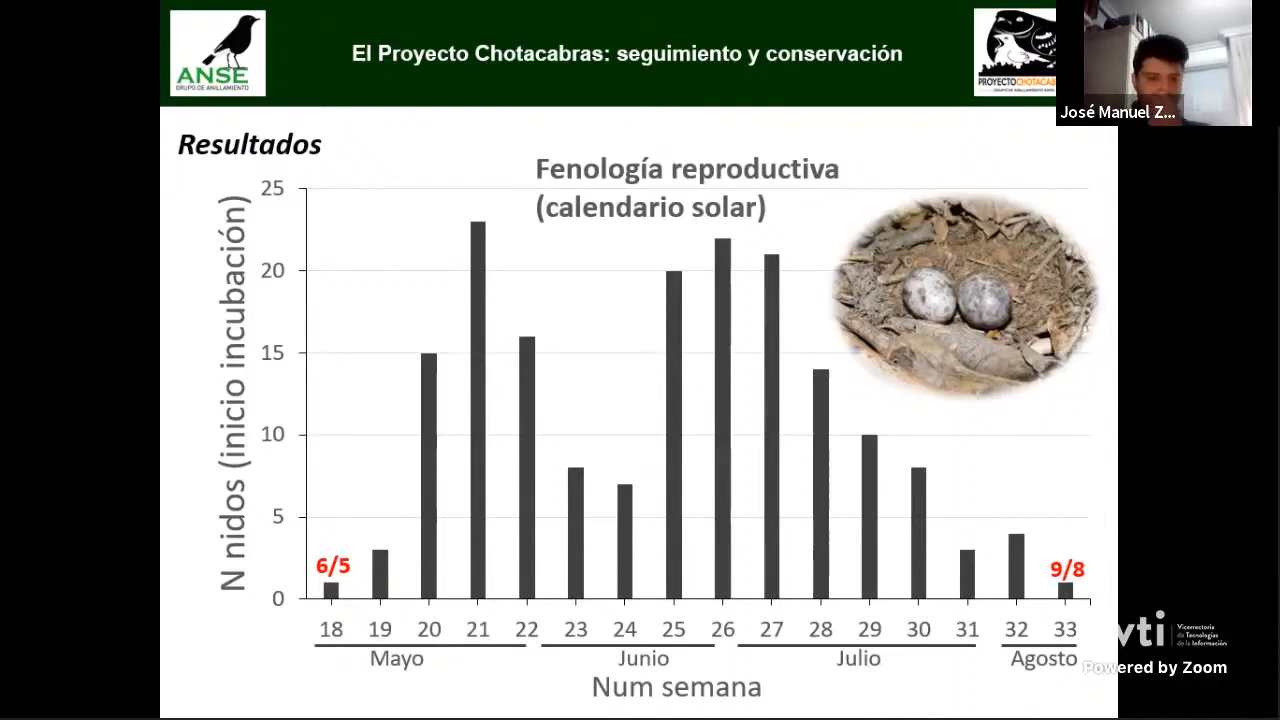 ANSE
GRUPO DE ANILLAMIENTO
El Proyecto Chotacabras: seguimiento y conservación
PROYECTOCHOTACAB
José Manuel Z...
Resultados
Fenología reproductiva
(calendario solar)
N nidos (inicio incubación)
25
20
15
10
5
0
6/5
9/8
18 19 20 21 22 23 24 25 26 27 28 29 30 31 32 33
Mayo Junio Julio Agosto
Num semana
vti
Vicerrectoría
de Tecnologías
de la Información
Powered by Zoom